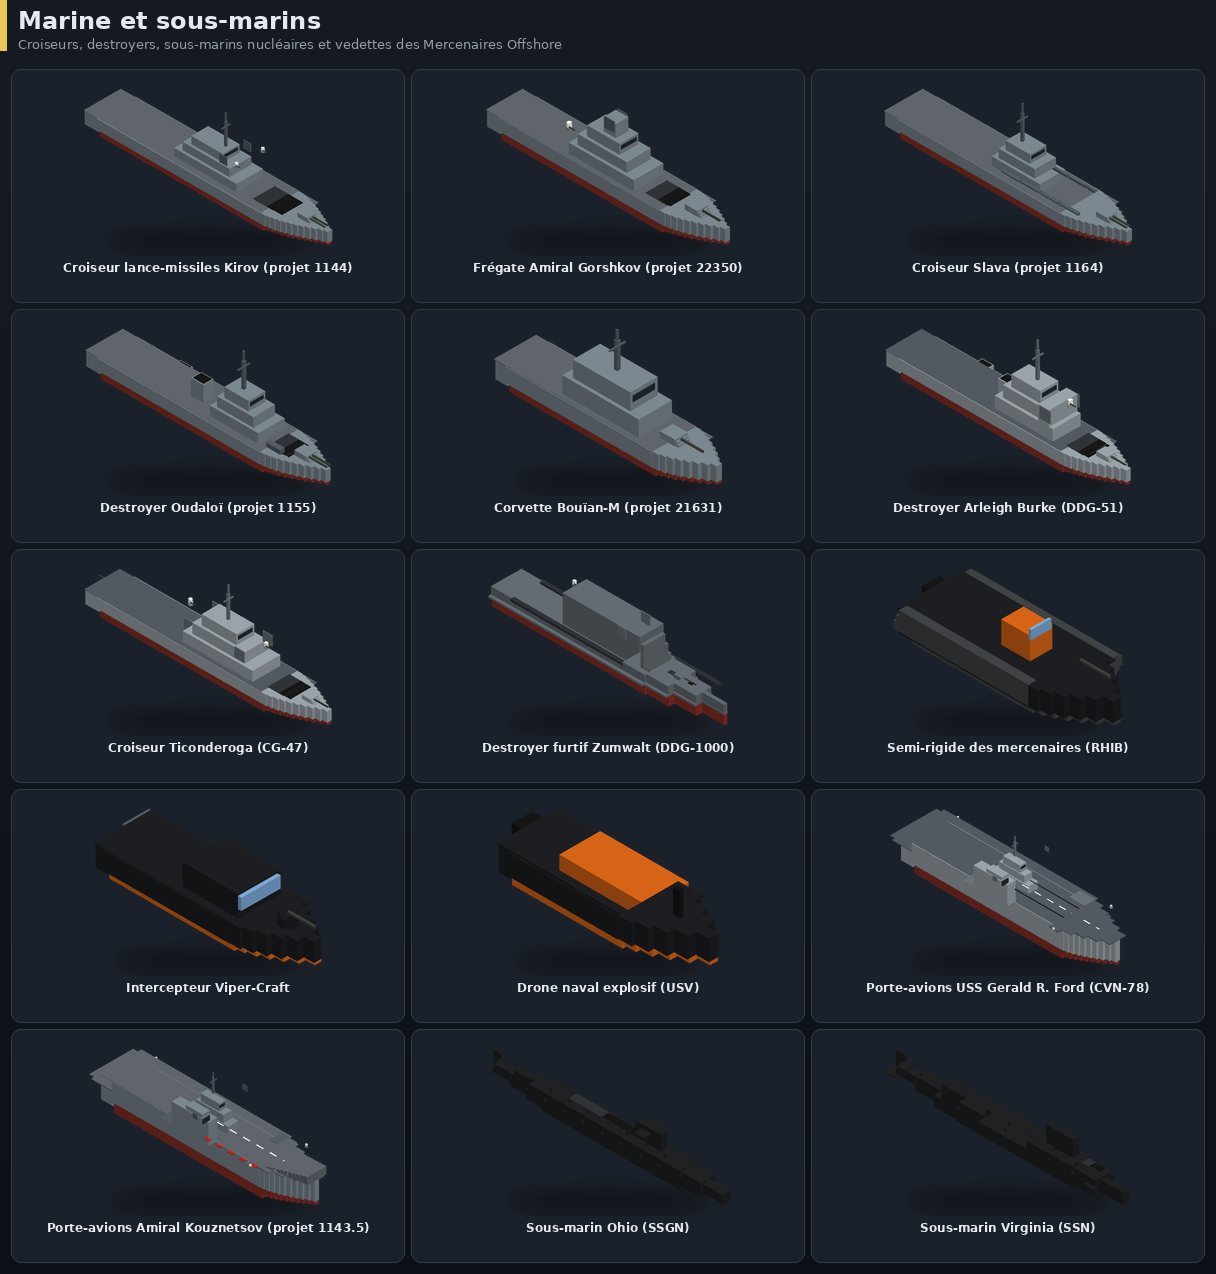 Marine et sous-marins
Croiseurs, destroyers, sous-marins nucléaires et vedettes des Mercenaires Offshore
Croiseur lance-missiles Kirov (projet 1144)
Frégate Amiral Gorshkov (projet 22350)
Croiseur Slava (projet 1164)
Destroyer Oudaloï (projet 1155)
Corvette Bouïan-M (projet 21631)
Destroyer Arleigh Burke (DDG-51)
Croiseur Ticonderoga (CG-47)
Destroyer furtif Zumwalt (DDG-1000)
Semi-rigide des mercenaires (RHIB)
Intercepteur Viper-Craft
Drone naval explosif (USV)
Porte-avions USS Gerald R. Ford (CVN-78)
Porte-avions Amiral Kouznetsov (projet 1143.5)
Sous-marin Ohio (SSGN)
Sous-marin Virginia (SSN)